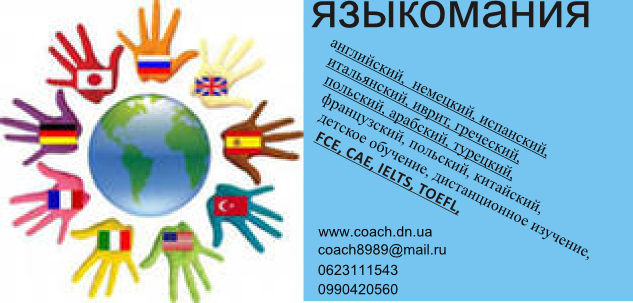 языкомания
английский, немецкий, испанский,
итальянский, иврит, греческий,
польский, арабский, турецкий,
французский, польский, китайский,
детское обучение, дистанционное изучение,
FCE, CAE, IELTS, TOEFL,
www.coach.dn.ua
coach8989@mail.ru
0623111543
0990420560